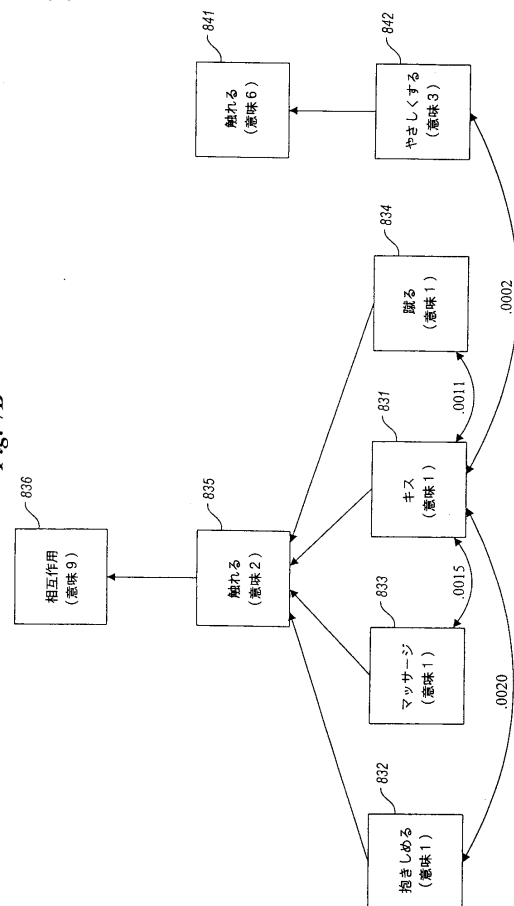 836
相互作用
(意味9)
835
触れる
(意味2)
841
触れる
(意味6)
832
抱きしめる
(意味1)
833
マッサージ
(意味1)
831
キス
(意味1)
834
蹴る
(意味1)
842
やさしくする
(意味3)
.0015
.0011
.0020
.0002